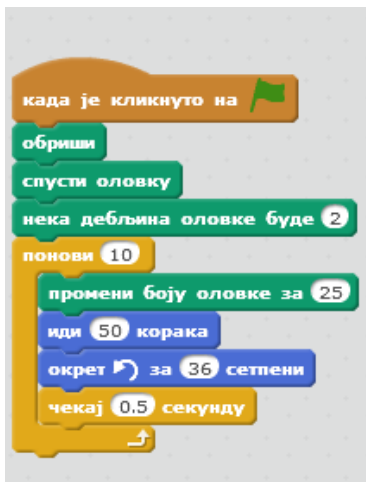 када је кликнуто на
обриши
спусти оловку
нека дебљина оловке буде 2
понови 10
промени боју оловке за 25
иди 50 корака
окрет за 36 сетпени
чекај 0.5 секунду